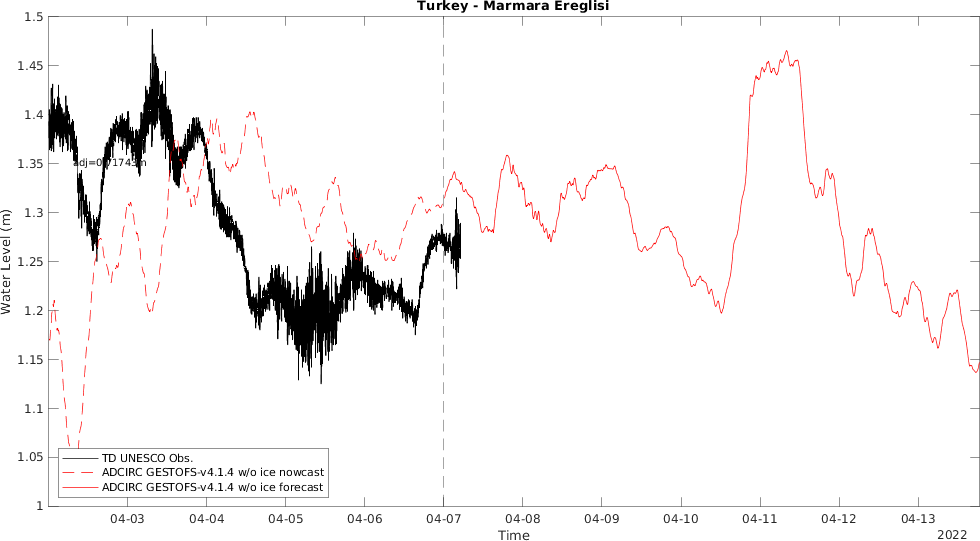 Turkey - Marmara Ereglisi
1.5
1.45
1.4
1.35
1.3
1.25
1.2
1.15
1.1
1.05
1
Water Level (m)
TD UNESCO Obs.
ADCIRC GESTOFS-v4.1.4 w/o ice nowcast
ADCIRC GESTOFS-v4.1.4 w/o ice forecast
04-03 04-04 04-05 04-06 04-07 04-08 04-09 04-10 04-11 04-12 04-13
Time
2022